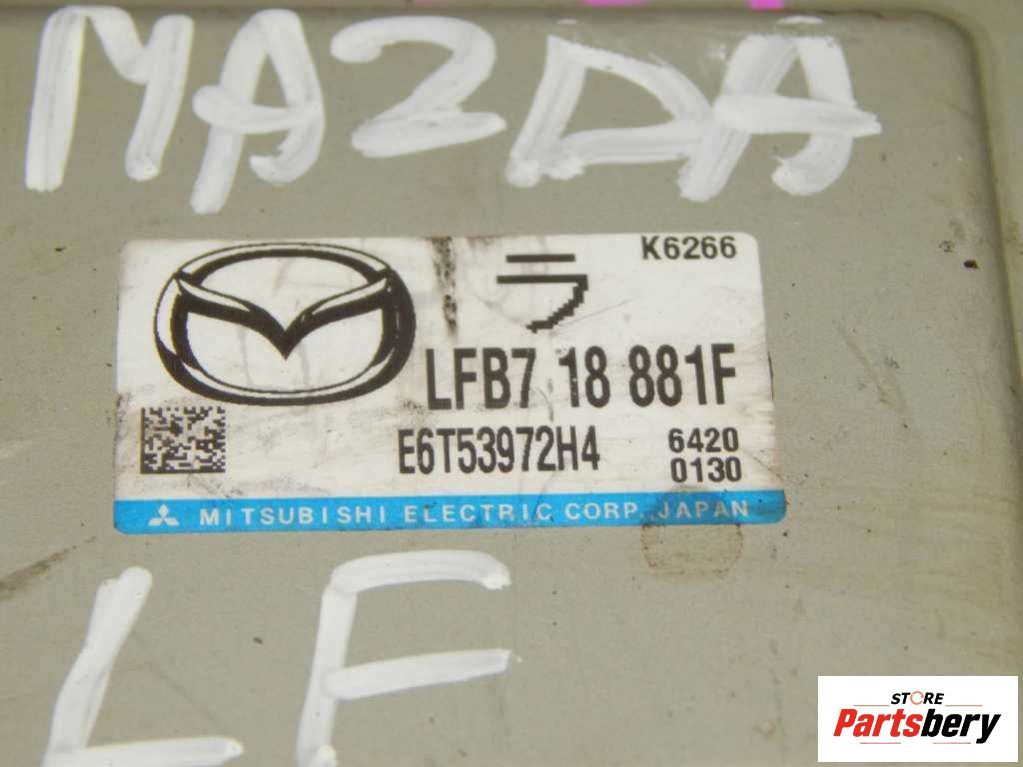 MAZDA
K6266
ラ
LFB7 18 881F
E6T53972H4 6420
0130
MITSUBISHI ELECTRIC CORP. JAPAN
LF
STORE
Partsbery